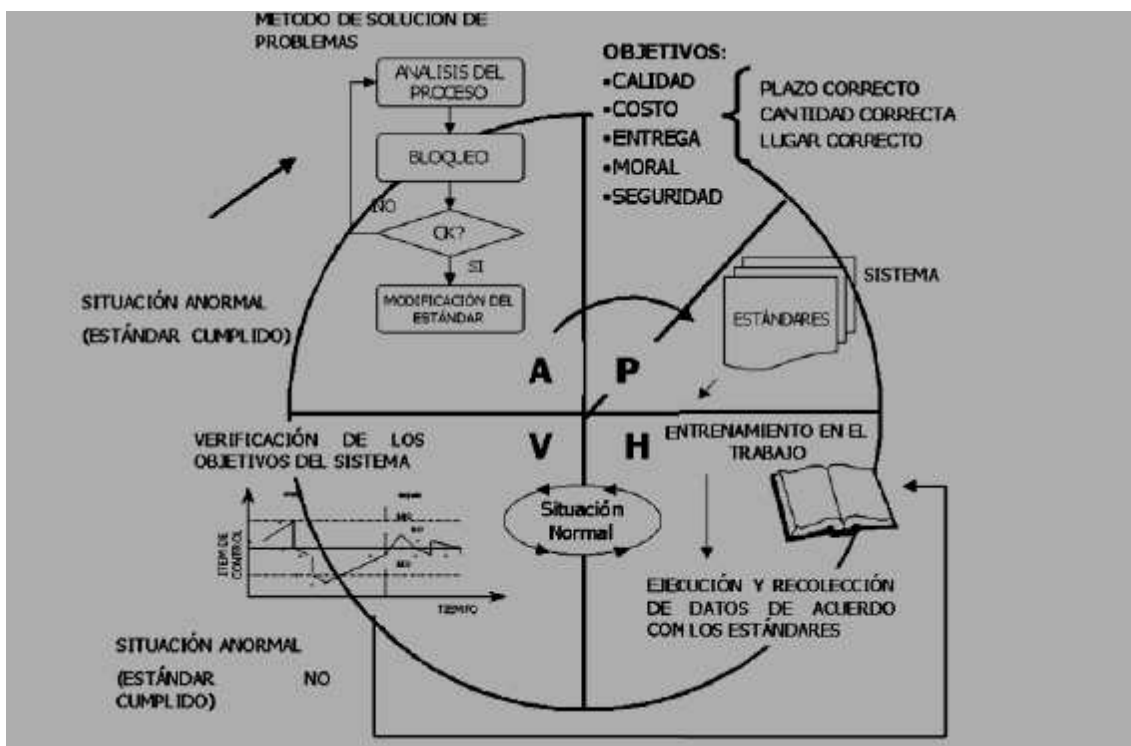 METODO DE SOLUCION DE
PROBLEMAS
ANALISIS DEL
PROCESO
BLOQUEO
NO
OK?
SI
MODIFICACIÓN DEL
ESTÁNDAR
OBJETIVOS:
•CALIDAD
•COSTO
•ENTREGA
•MORAL
•SEGURIDAD
PLAZO CORRECTO
CANTIDAD CORRECTA
LUGAR CORRECTO
SISTEMA
ESTÁNDARES
SITUACIÓN ANORMAL
(ESTÁNDAR CUMPLIDO)
A
P
V
H
VERIFICACIÓN DE LOS
OBJETIVOS DEL SISTEMA
ITEM DE
CONTROL
TIEMPO
Situación
Normal
ENTRENAMIENTO EN EL
TRABAJO
EJECUCIÓN Y RECOLECCIÓN
DE DATOS DE ACUERDO
CON LOS ESTÁNDARES
SITUACIÓN ANORMAL
(ESTÁNDAR NO
CUMPLIDO)